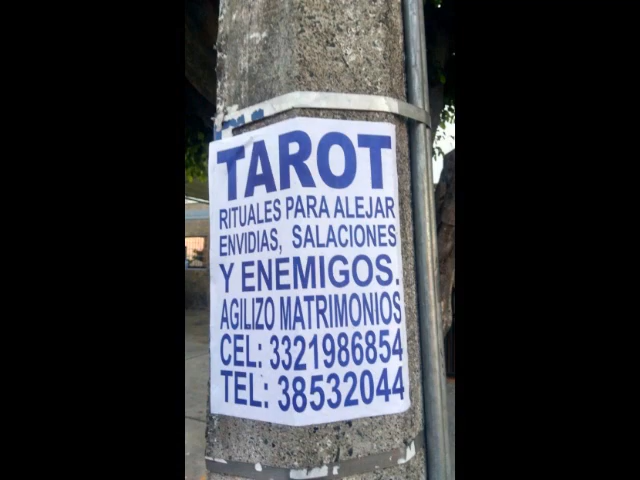 TAROT
RITUALES PARA ALEJAR
ENVIDIAS, SALACIONES
Y ENEMIGOS.
AGILIZO MATRIMONIOS
CEL: 3321986854
TEL: 38532044